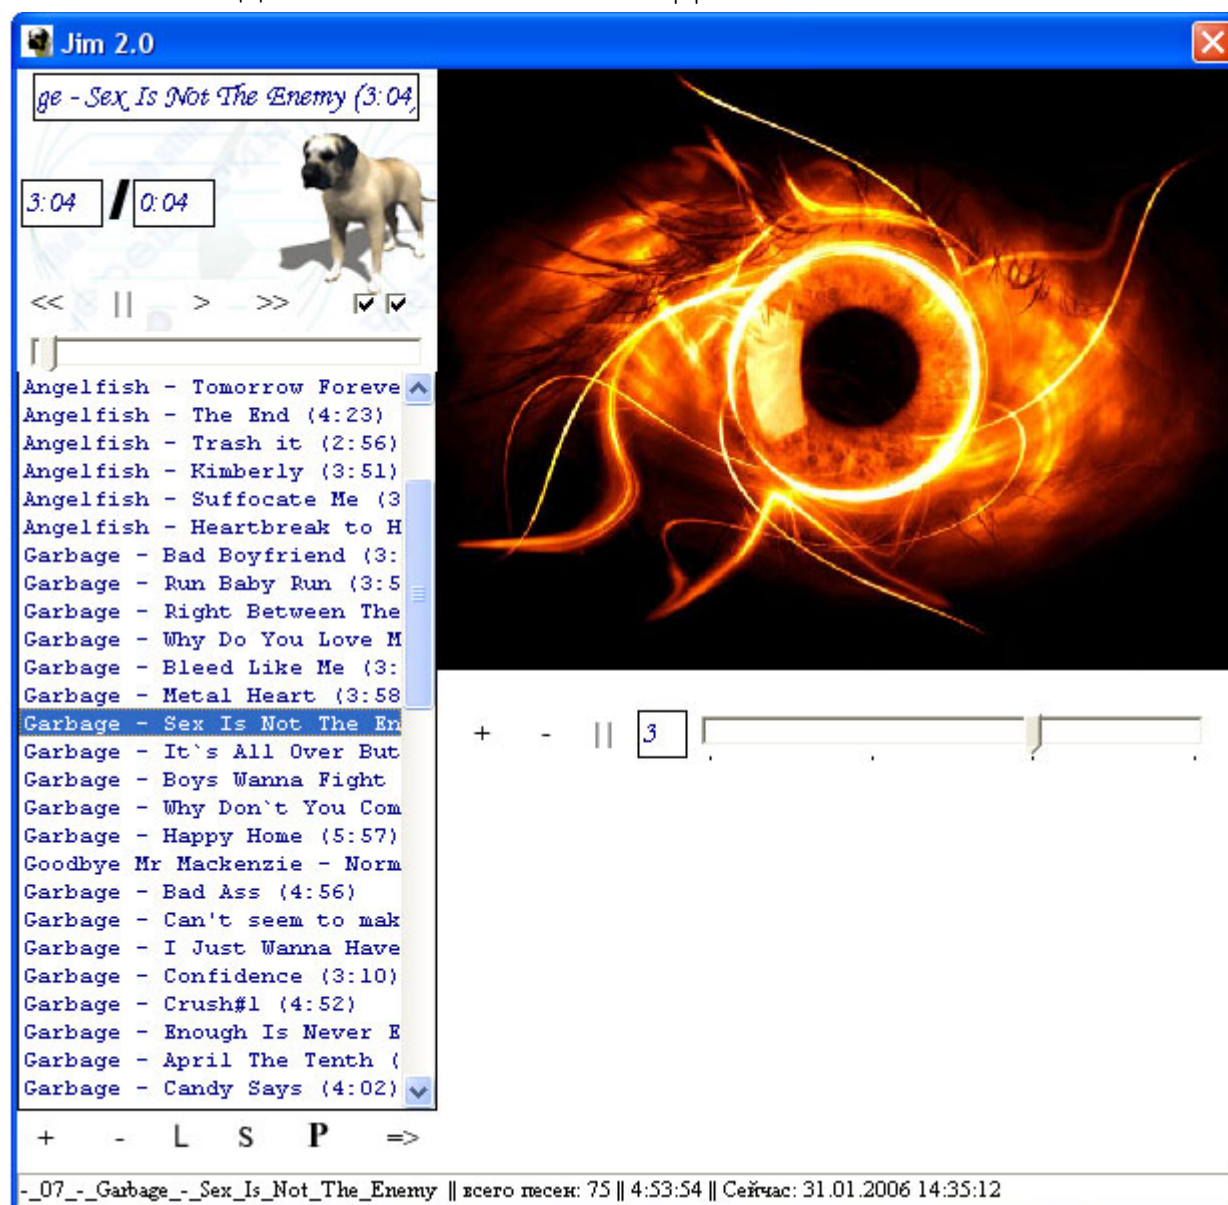 Jim 2.0
ge - Sex Is Not The Enemy (3:04)
3:04 / 0:04
<< || > >>
Angelfish - Tomorrow Foreve
Angelfish - The End (4:23)
Angelfish - Trash it (2:56)
Angelfish - Kimberly (3:51)
Angelfish - Suffocate Me (3
Angelfish - Heartbreak to H
Garbage - Bad Boyfriend (3:
Garbage - Run Baby Run (3:5
Garbage - Right Between The
Garbage - Why Do You Love M
Garbage - Bleed Like Me (3:
Garbage - Metal Heart (3:58
Garbage - Sex Is Not The En
Garbage - It`s All Over But
Garbage - Boys Wanna Fight
Garbage - Why Don`t You Com
Garbage - Happy Home (5:57)
Goodbye Mr Mackenzie - Norm
Garbage - Bad Ass (4:56)
Garbage - Can't seem to mak
Garbage - I Just Wanna Have
Garbage - Confidence (3:10)
Garbage - Crush#1 (4:52)
Garbage - Enough Is Never E
Garbage - April The Tenth (
Garbage - Candy Says (4:02)
+ - L S P =>
+ - || 3
-_07_-_Garbage_-_Sex_Is_Not_The_Enemy || всего песен: 75 || 4:53:54 || Сейчас: 31.01.2006 14:35:12